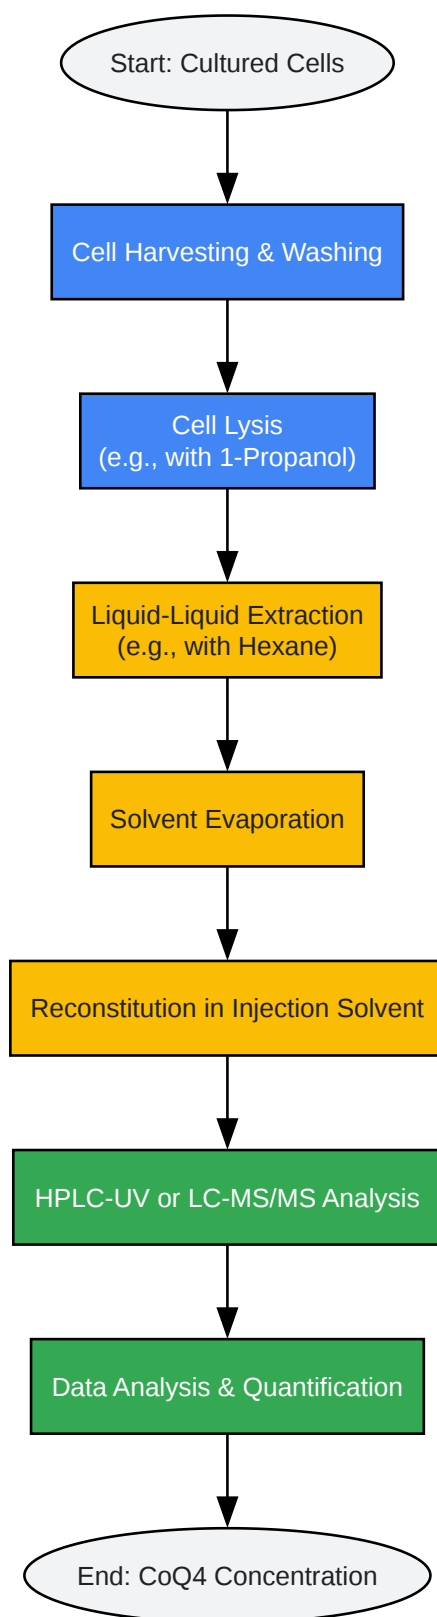 Start: Cultured Cells
Cell Harvesting & Washing
Cell Lysis
(e.g., with 1-Propanol)
Liquid-Liquid Extraction
(e.g., with Hexane)
Solvent Evaporation
Reconstitution in Injection Solvent
HPLC-UV or LC-MS/MS Analysis
Data Analysis & Quantification
End: CoQ4 Concentration